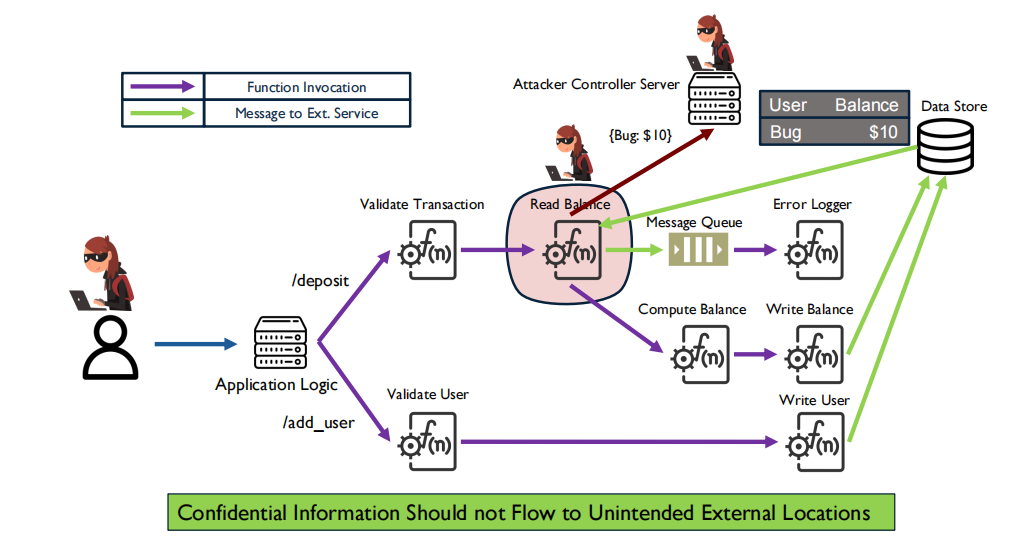 Attacker Controller Server
Function Invocation
Message to Ext. Service
User Balance
Bug $10
Data Store
{Bug: $10}
Validate Transaction
Read Balance
Message Queue
Error Logger
f(n)
f(n)
f(n)
/deposit
Compute Balance
Write Balance
f(n)
f(n)
Application Logic
Validate User
Write User
/add_user
f(n)
f(n)
Confidential Information Should not Flow to Unintended External Locations